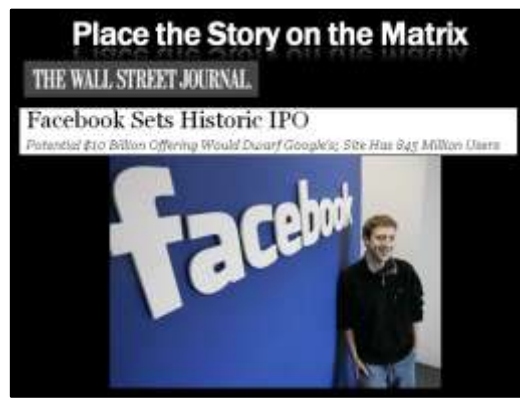 Place the Story on the Matrix
THE WALL STREET JOURNAL.
Facebook Sets Historic IPO
Potential $10 Billion Offering Would Dwarf Google's; Site Has 845 Million Users
facebook